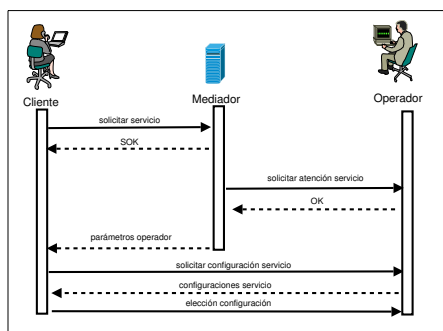 Cliente
Mediador
Operador
solicitar servicio
SOK
solicitar atención servicio
OK
parámetros operador
solicitar configuración servicio
configuraciones servicio
elección configuración